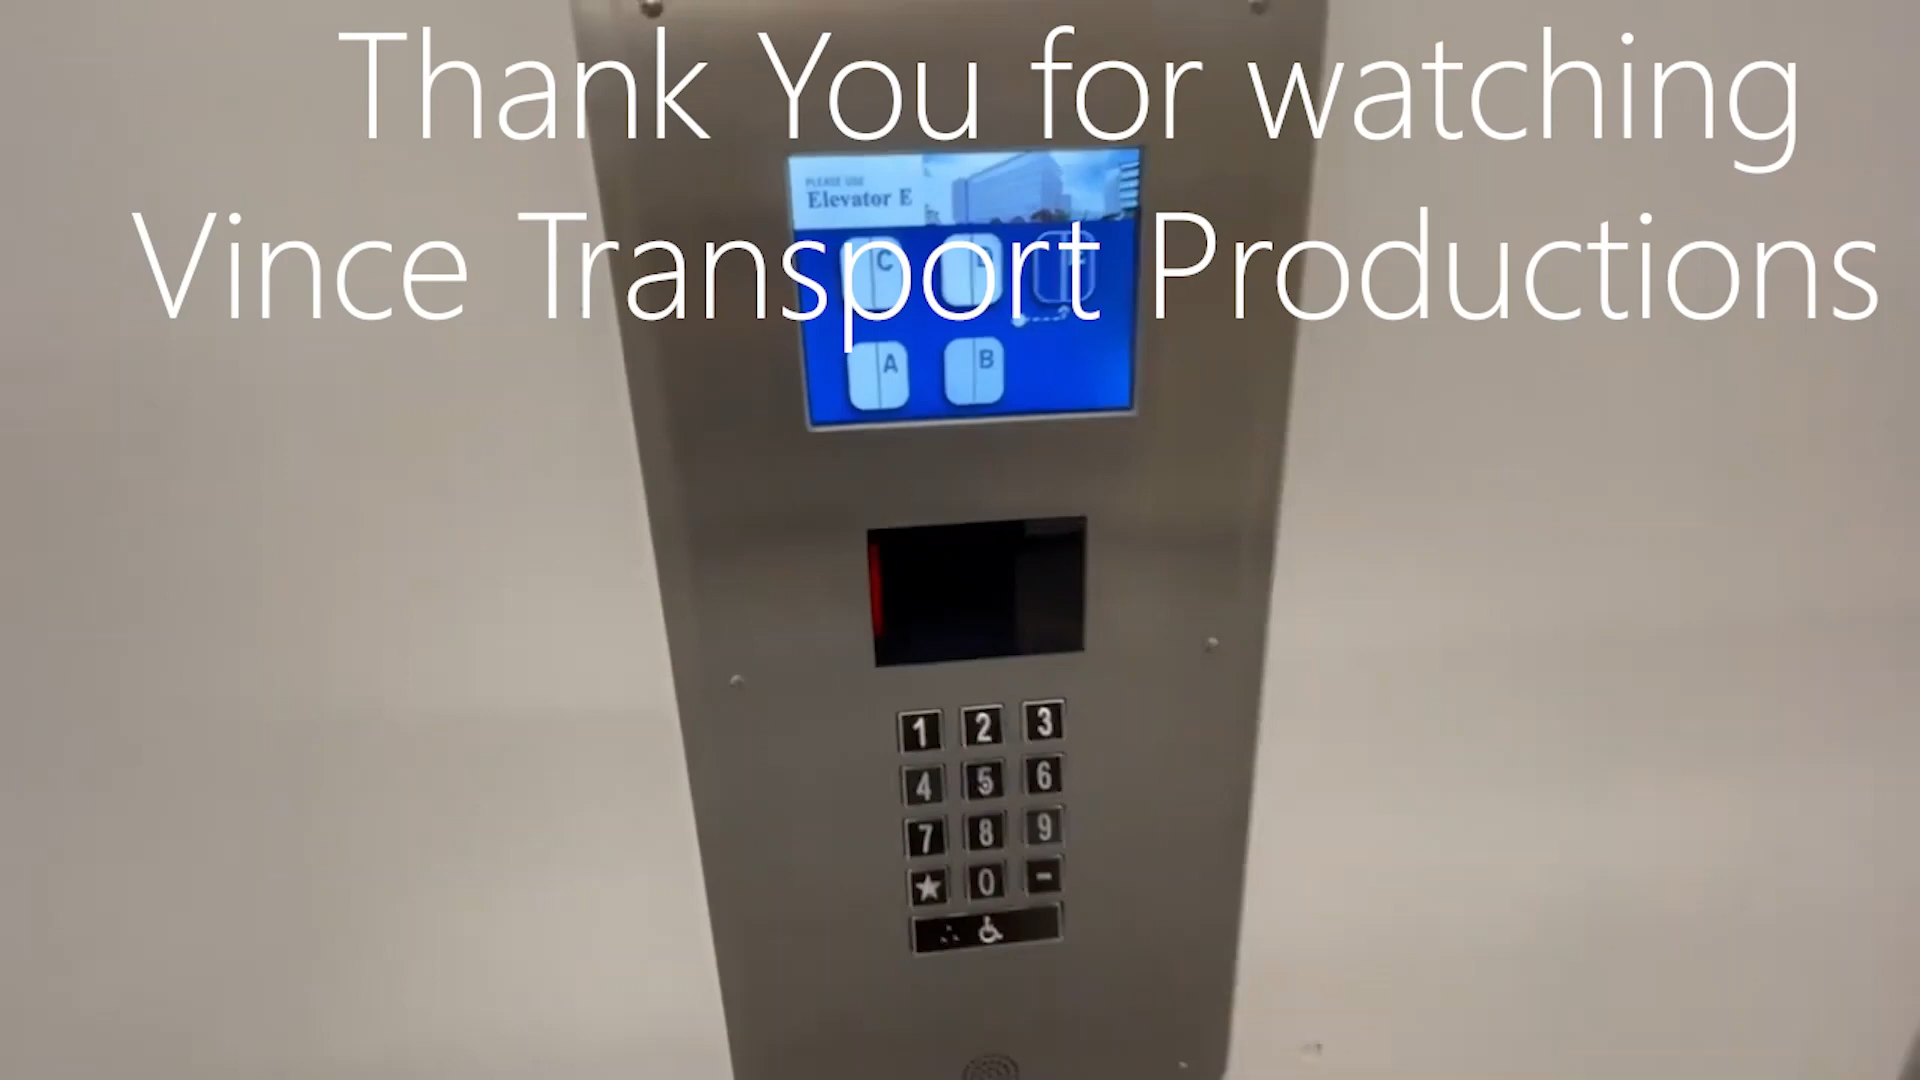 Thank You for watching
Vince Transport Productions
PLEASE USE
Elevator E
C
A B
1 2 3
4 5 6
7 8 9
★ 0 -